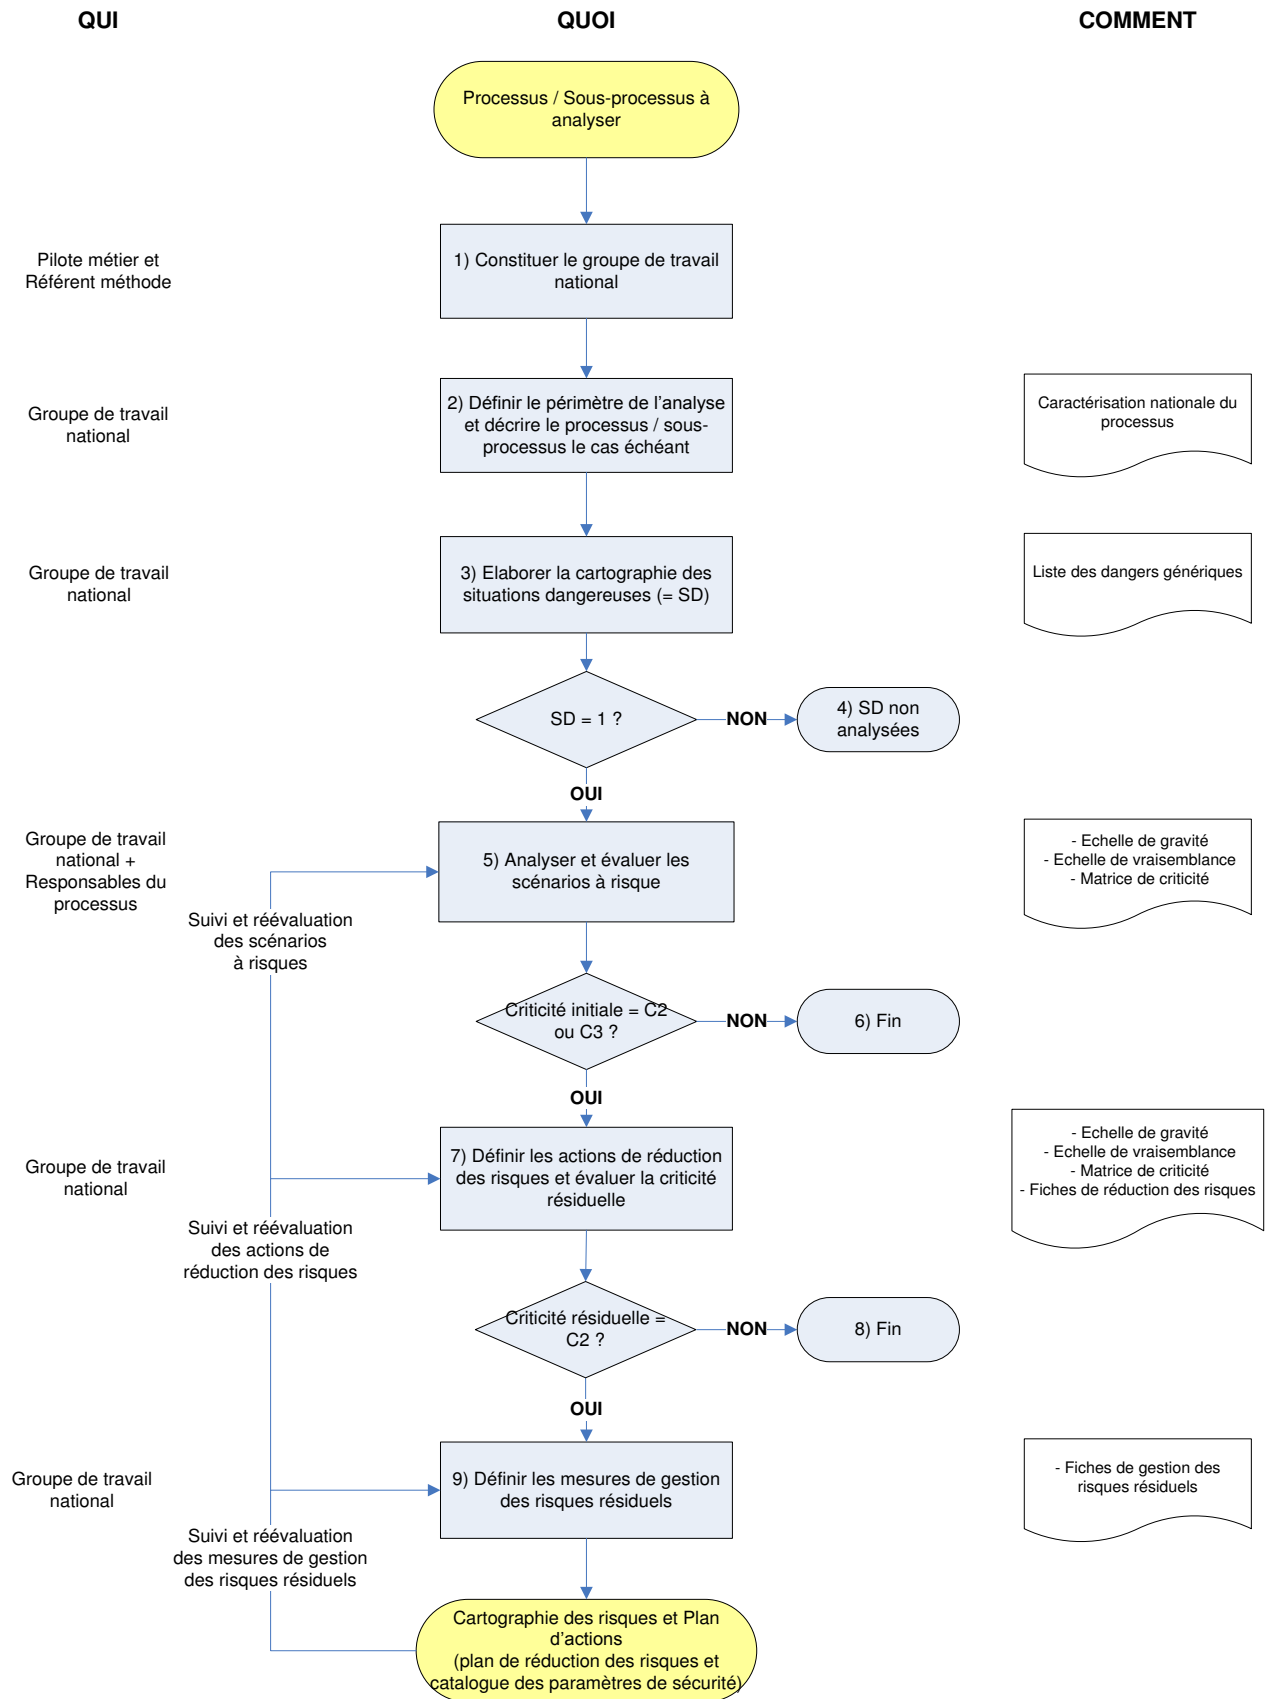 QUI
QUOI
COMMENT
Processus / Sous-processus à
analyser
Pilote métier et
Référent méthode
1) Constituer le groupe de travail
national
Groupe de travail
national
2) Définir le périmètre de l'analyse
et décrire le processus / sous-
processus le cas échéant
Caractérisation nationale du
processus
Groupe de travail
national
3) Elaborer la cartographie des
situations dangereuses (= SD)
Liste des dangers génériques
SD = 1 ?
NON
4) SD non
analysées
OUI
Groupe de travail
national +
Responsables du
processus
5) Analyser et évaluer les
scénarios à risque
- Echelle de gravité
- Echelle de vraisemblance
- Matrice de criticité
Suivi et réévaluation
des scénarios
à risques
Criticité initiale = C2
ou C3 ?
NON
6) Fin
OUI
Groupe de travail
national
7) Définir les actions de réduction
des risques et évaluer la criticité
résiduelle
- Echelle de gravité
- Echelle de vraisemblance
- Matrice de criticité
- Fiches de réduction des risques
Suivi et réévaluation
des actions de
réduction des risques
Criticité résiduelle =
C2 ?
NON
8) Fin
OUI
Groupe de travail
national
9) Définir les mesures de gestion
des risques résiduels
- Fiches de gestion des
risques résiduels
Suivi et réévaluation
des mesures de gestion
des risques résiduels
Cartographie des risques et Plan
d'actions
(plan de réduction des risques et
catalogue des paramètres de sécurité)